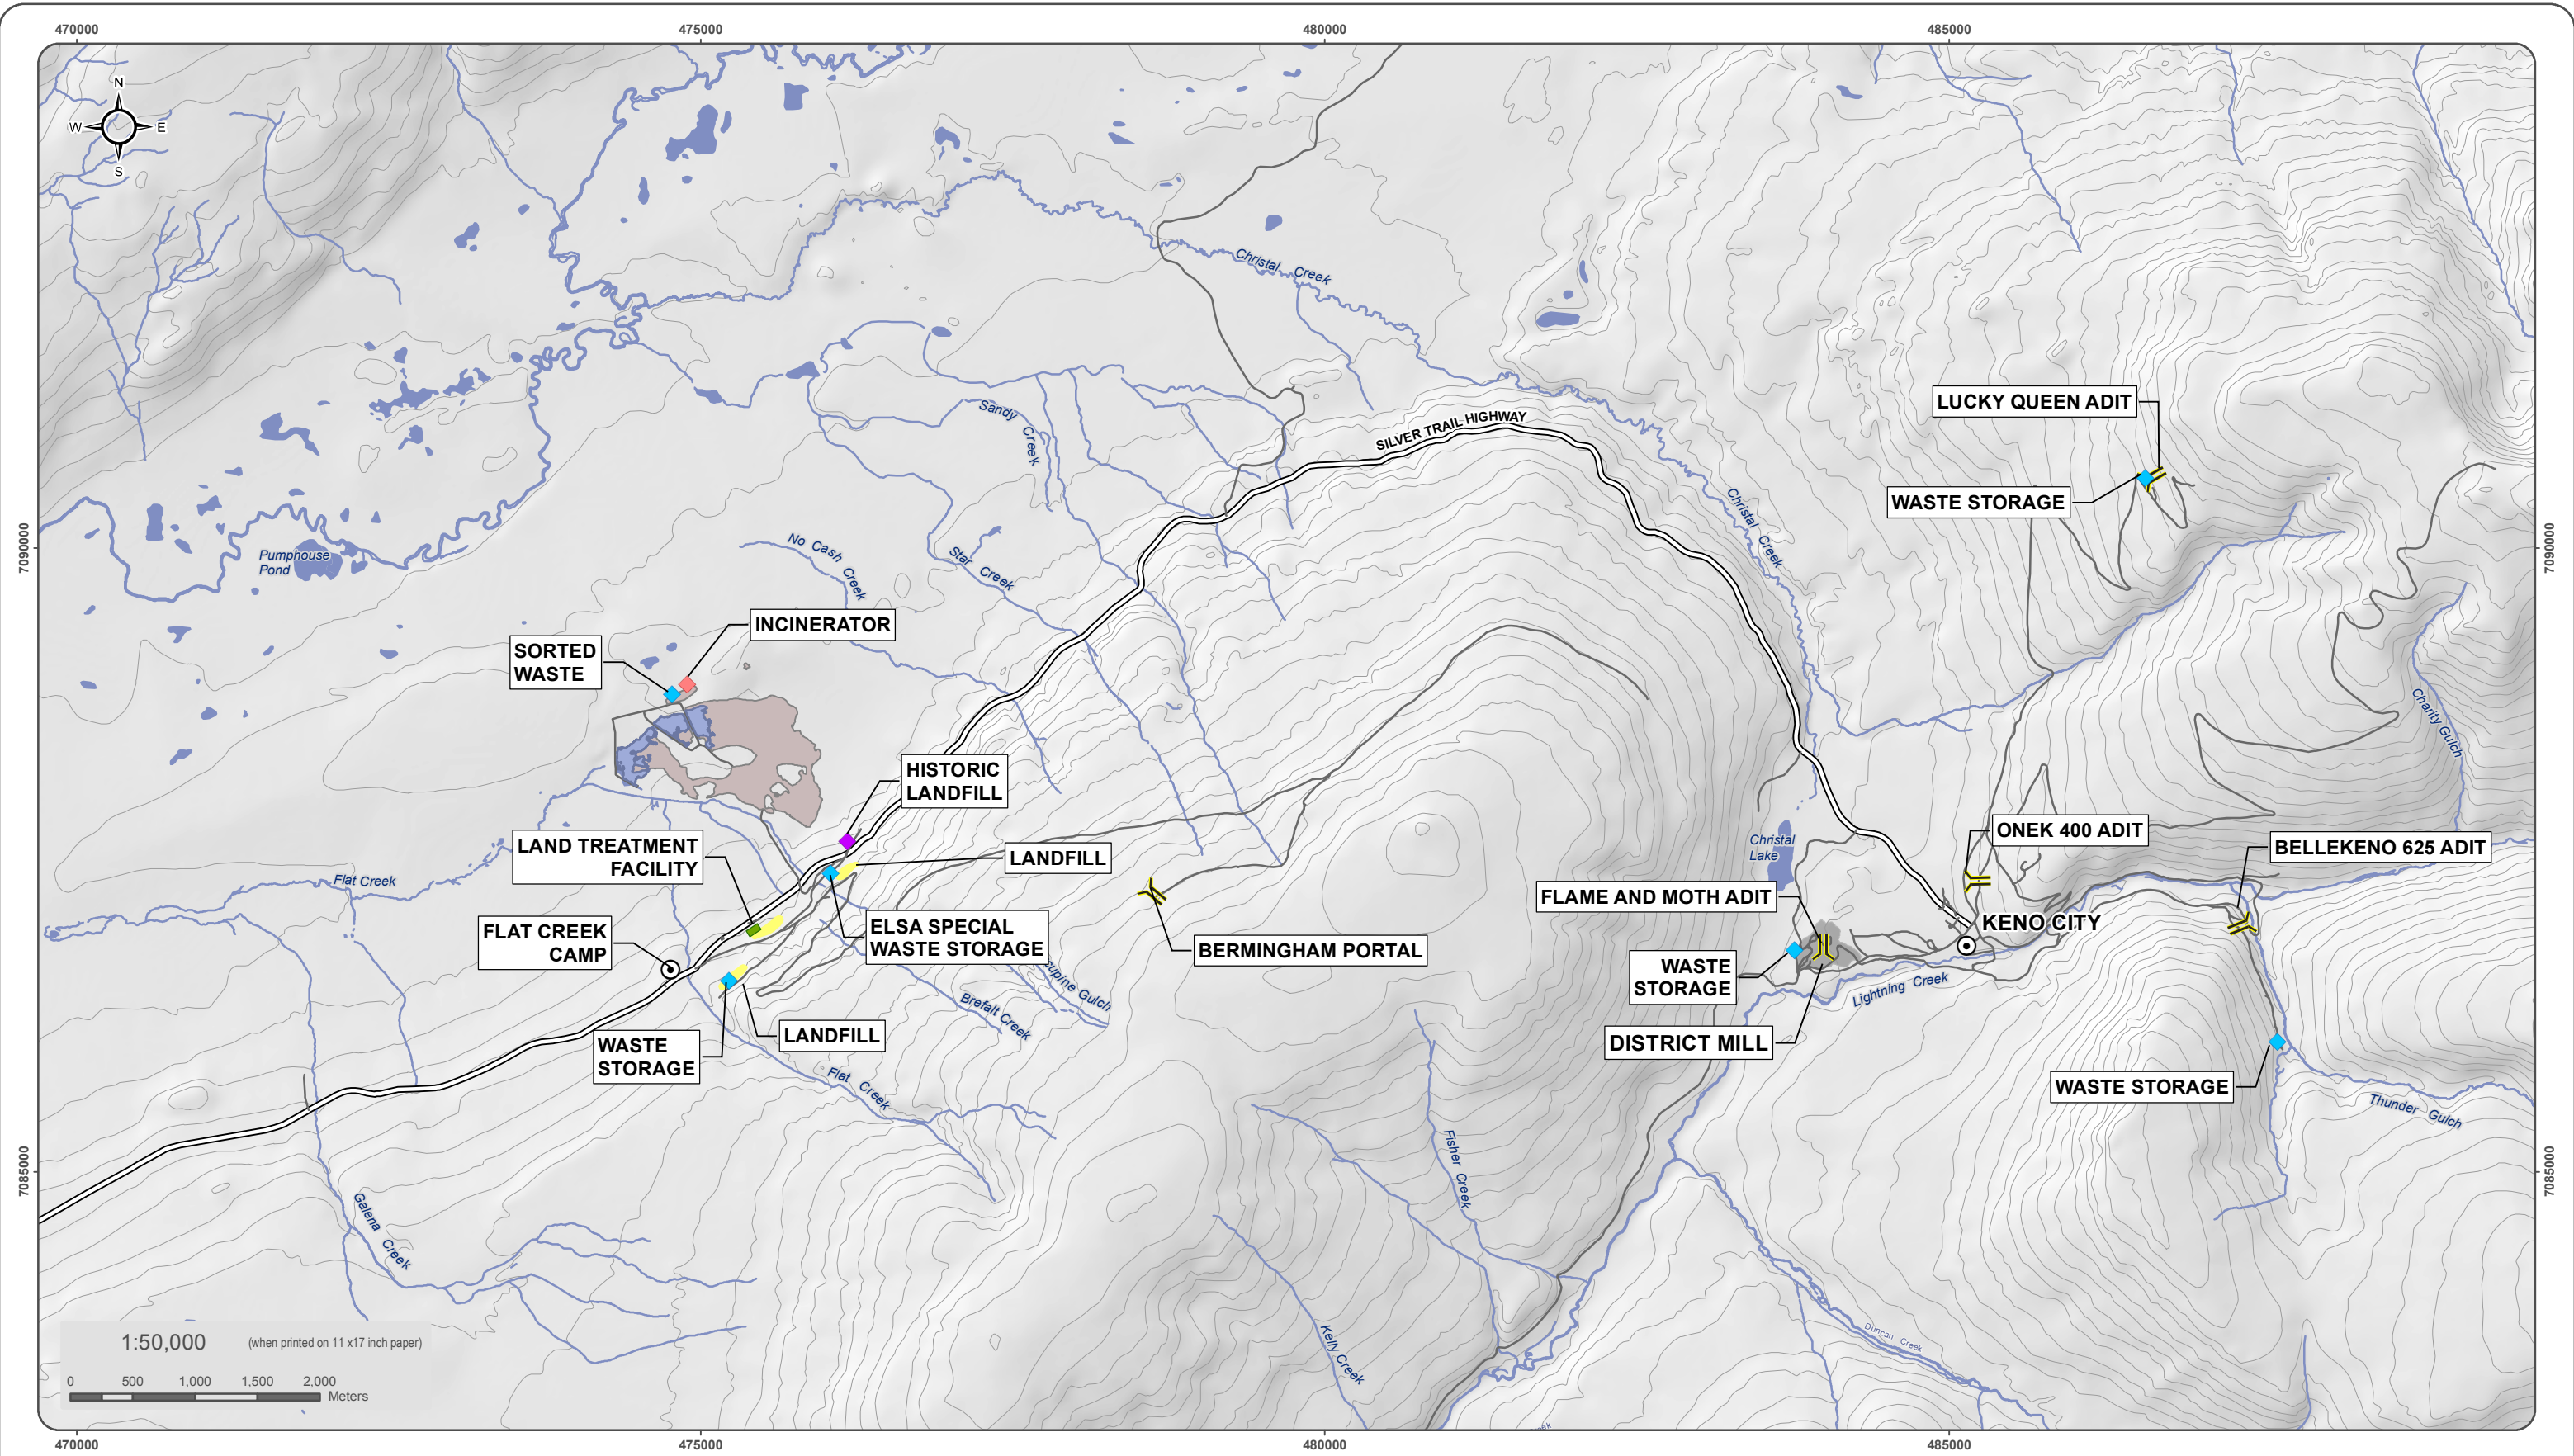 470000
475000
480000
485000
N
W
E
S
Christal Creek
LUCKY QUEEN ADIT
Sandy
Creek
SILVER TRAIL HIGHWAY
WASTE STORAGE
Christal
Creek
7090000
7090000
Pumphouse
Pond
No Cash Creek
Star Creek
INCINERATOR
SORTED
WASTE
Charity Gulch
HISTORIC
LANDFILL
ONEK 400 ADIT
LAND TREATMENT
FACILITY
LANDFILL
Christal
Lake
BELLEKENO 625 ADIT
Flat Creek
FLAME AND MOTH ADIT
FLAT CREEK
CAMP
ELSA SPECIAL
WASTE STORAGE
BERMINGHAM PORTAL
KENO CITY
WASTE
STORAGE
Lightning Creek
upine Gulch
Brefalt Creek
LANDFILL
WASTE
STORAGE
DISTRICT MILL
Flat Creek
WASTE STORAGE
Thunder Gulch
7085000
7085000
Fisher Creek
Galena
Creek
Kelly Creek
Duncan Creek
1:50,000
(when printed on 11 x17 inch paper)
0 500 1,000 1,500 2,000
Meters
470000
475000
480000
485000